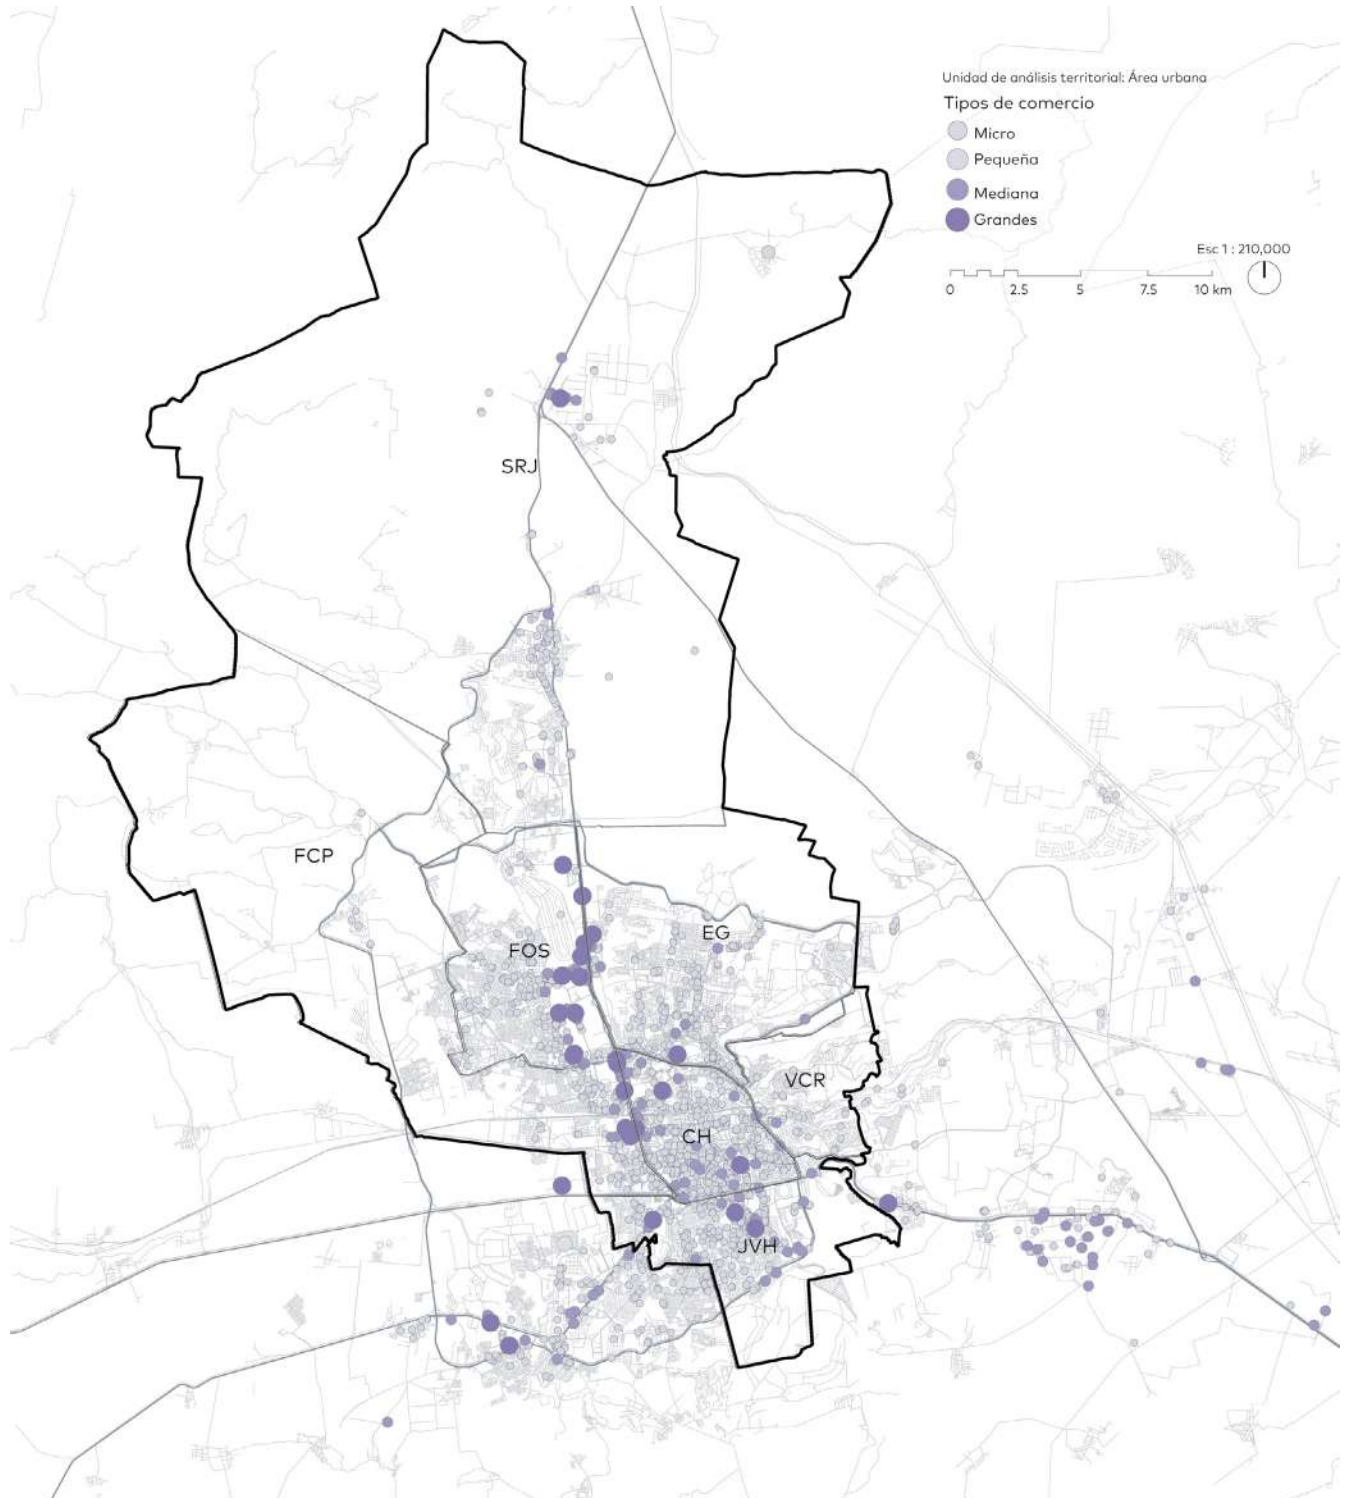 Unidad de análisis territorial: Área urbana
Tipos de comercio
Micro
Pequeña
Mediana
Grandes
Esc 1 : 210,000
0 2.5 5 7.5 10 km
SRJ
FCP
FOS
EG
VCR
CH
JVH